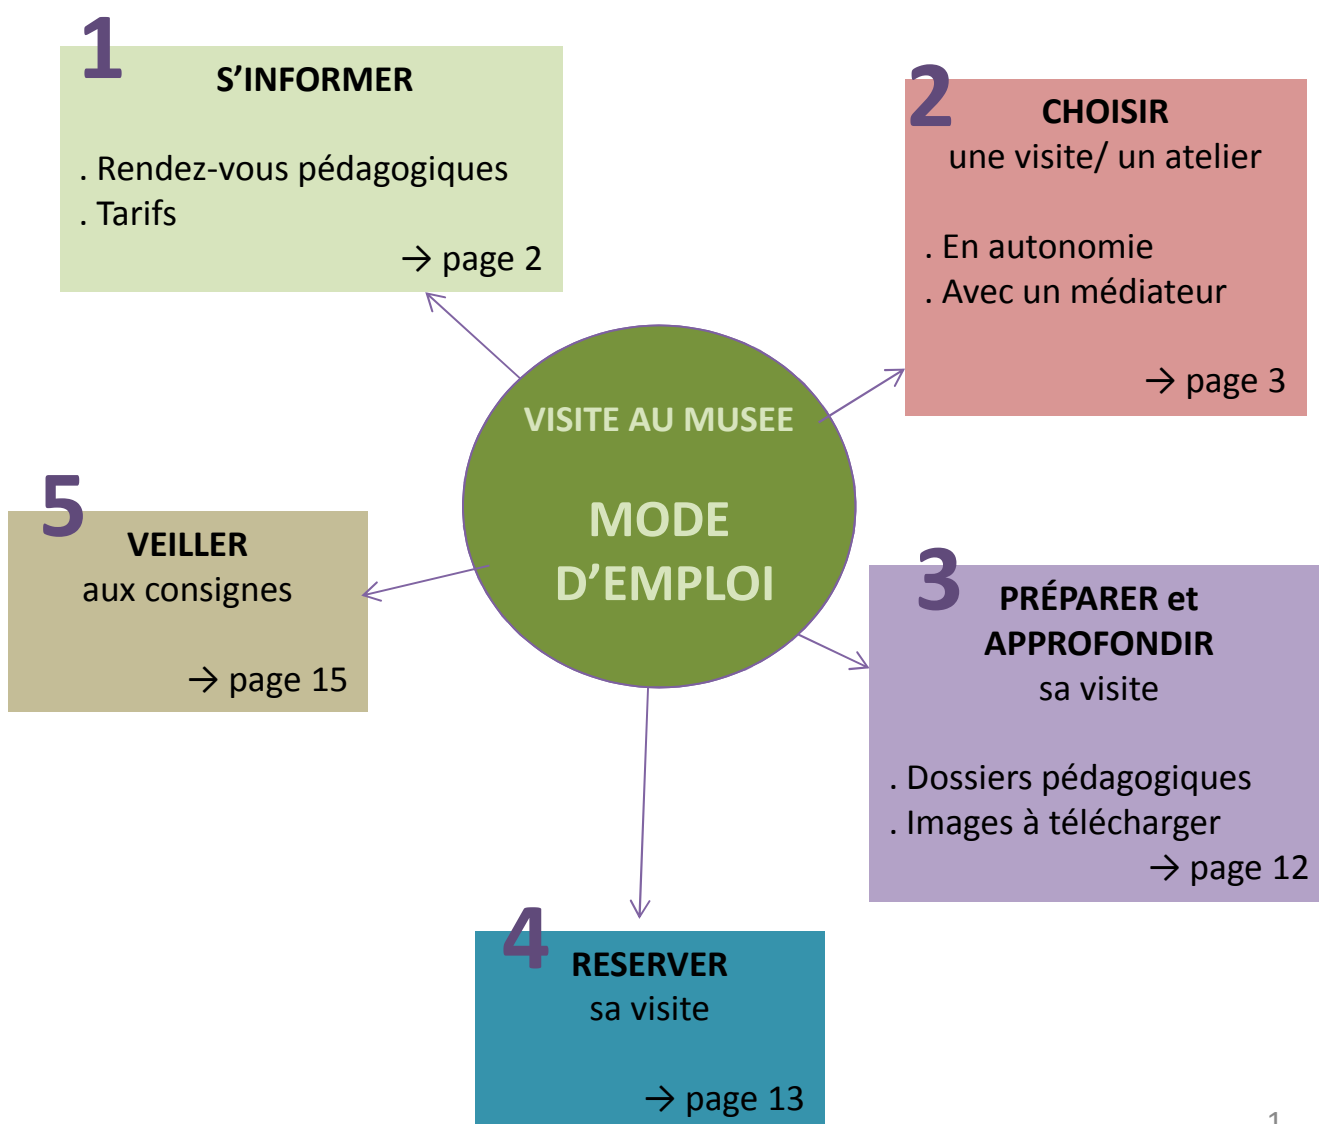 1
S’INFORMER
. Rendez-vous pédagogiques
. Tarifs
→ page 2
2
CHOISIR
une visite/ un atelier
. En autonomie
. Avec un médiateur
→ page 3
VISITE AU MUSEE
MODE
D’EMPLOI
5
VEILLER
aux consignes
→ page 15
3
PRÉPARER et
APPROFONDIR
sa visite
. Dossiers pédagogiques
. Images à télécharger
→ page 12
4
RESERVER
sa visite
→ page 13
1